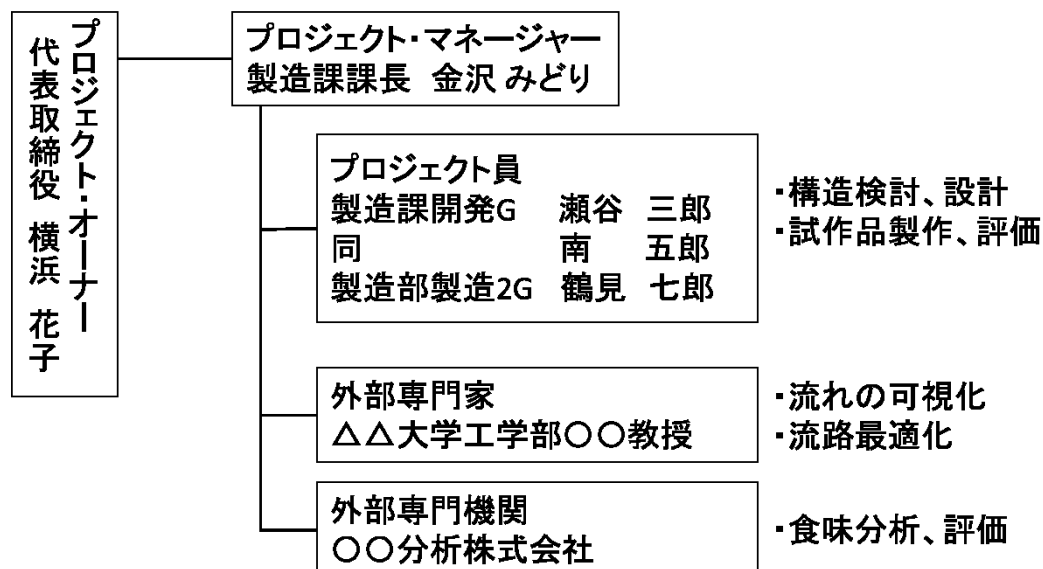 プロジェクト・オーナー
代表取締役 横浜 花子
プロジェクト・マネージャー
製造課課長 金沢 みどり
プロジェクト員
製造課開発G 瀬谷 三郎
同 南 五郎
製造部製造2G 鶴見 七郎
・構造検討、設計
・試作品製作、評価
外部専門家
△△大学工学部〇〇教授
・流れの可視化
・流路最適化
外部専門機関
〇〇分析株式会社
・食味分析、評価